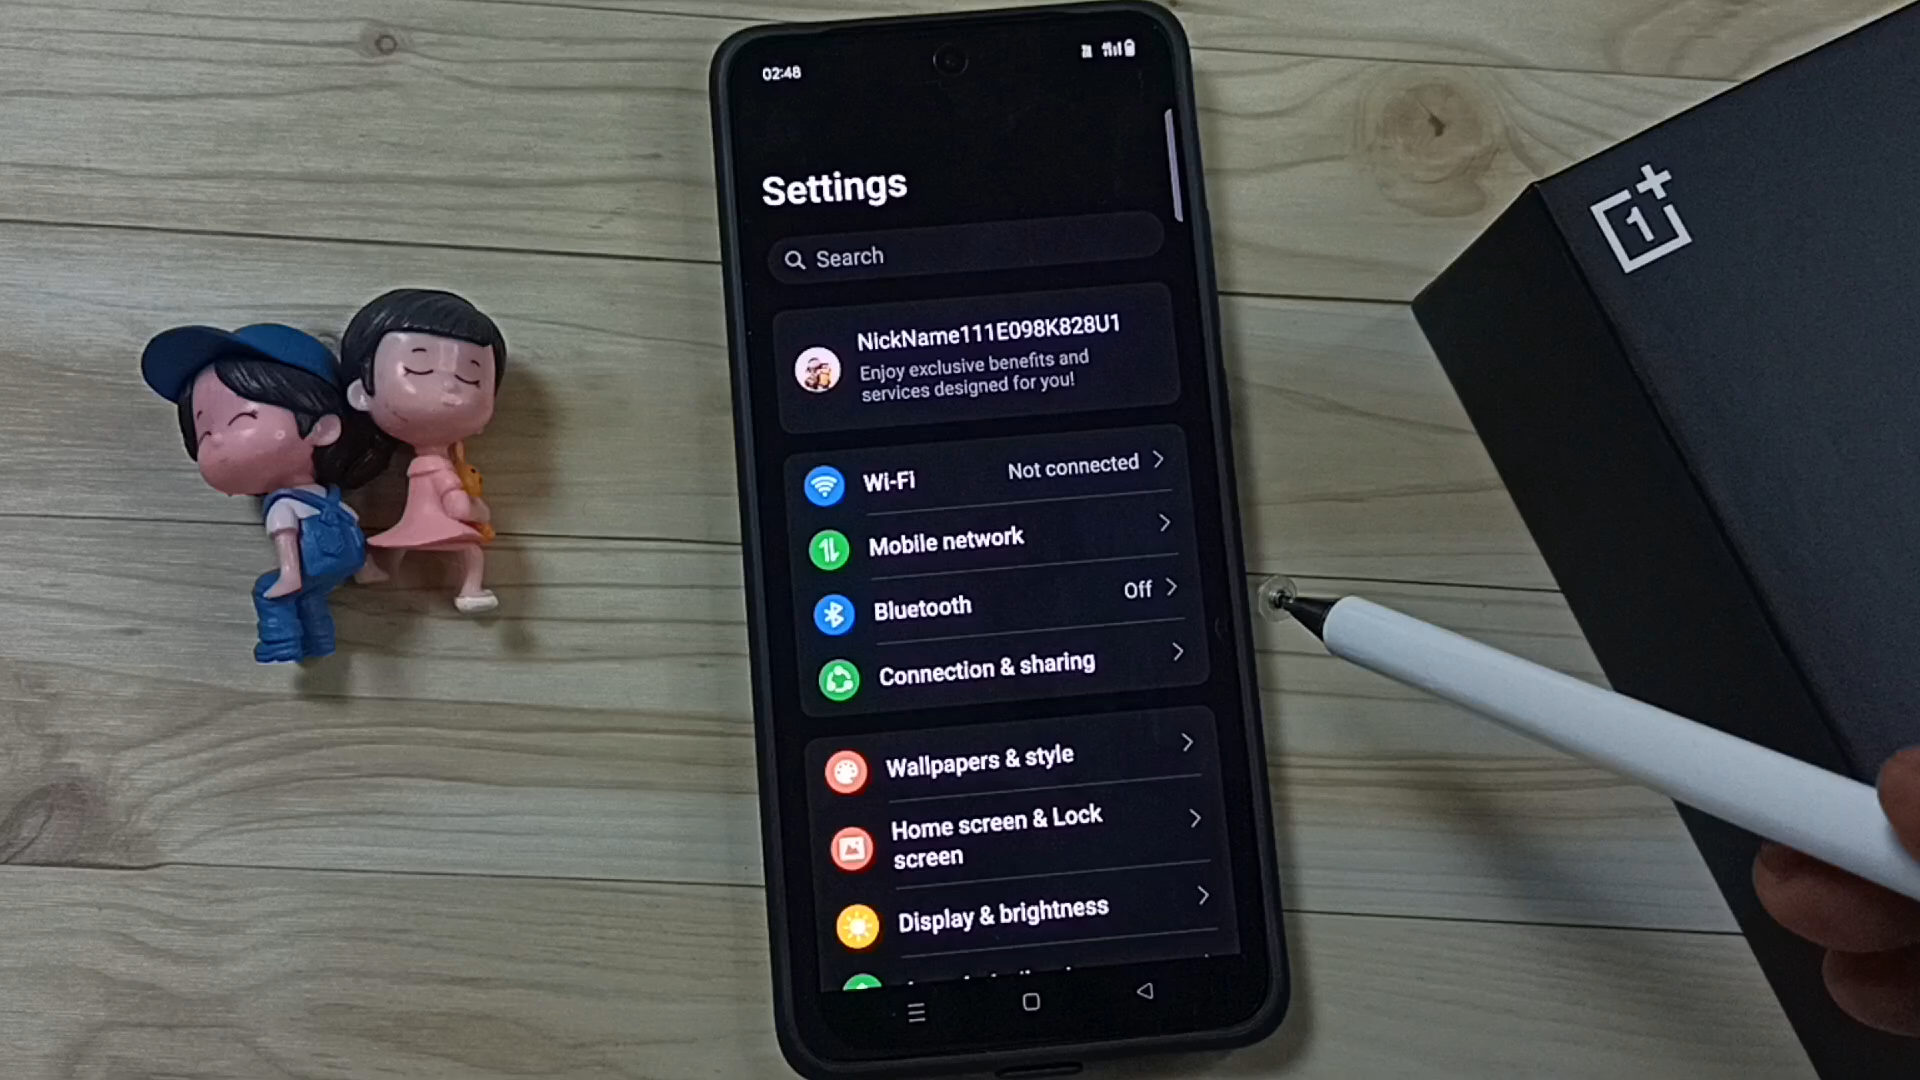 02:48
Settings
Search
NickName111E098K828U1
Enjoy exclusive benefits and
services designed for you!
Wi-Fi Not connected
Mobile network
Bluetooth Off
Connection & sharing
Wallpapers & style
Home screen & Lock
screen
Display & brightness
1+